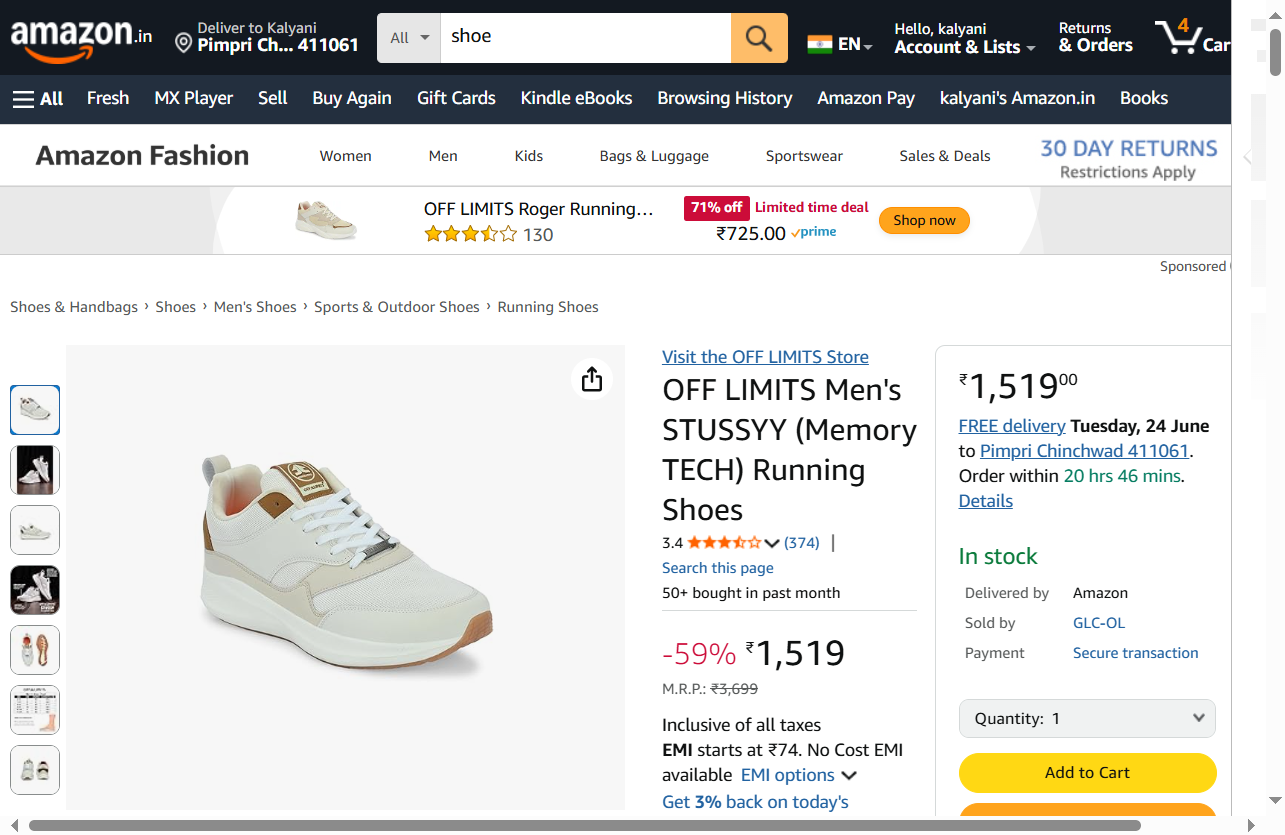 amazon.in
Deliver to Kalyani
Pimpri Ch... 411061
All
shoe
EN
Hello, kalyani
Account & Lists
Returns
& Orders
4
Car
All Fresh MX Player Sell Buy Again Gift Cards Kindle eBooks Browsing History Amazon Pay kalyani's Amazon.in Books
Amazon Fashion Women Men Kids Bags & Luggage Sportswear Sales & Deals
30 DAY RETURNS
Restrictions Apply
OFF LIMITS Roger Running...
130
71% off Limited time deal
₹725.00 prime
Shop now
Sponsored
Shoes & Handbags › Shoes › Men's Shoes › Sports & Outdoor Shoes › Running Shoes
Visit the OFF LIMITS Store
OFF LIMITS Men's
STUSSYY (Memory
TECH) Running
Shoes
3.4 (374) |
Search this page
50+ bought in past month
-59% ₹1,519
M.R.P.: ₹3,699
Inclusive of all taxes
EMI starts at ₹74. No Cost EMI
available EMI options
Get 3% back on today's
₹1,51900
FREE delivery Tuesday, 24 June
to Pimpri Chinchwad 411061.
Order within 20 hrs 46 mins.
Details
In stock
Delivered by Amazon
Sold by GLC-OL
Payment Secure transaction
Quantity: 1
Add to Cart